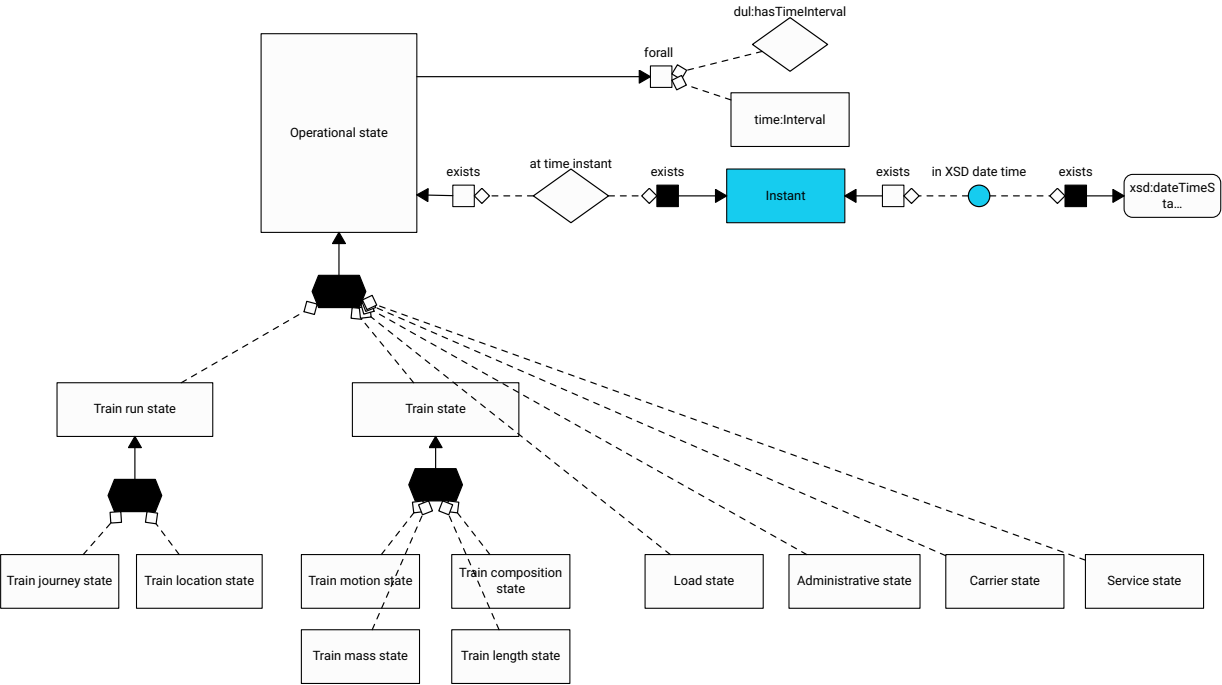 dul:hasTimeInterval
forall
Operational state
time:Interval
exists
at time instant
exists
Instant
exists
in XSD date time
exists
xsd:dateTimeS
ta...
Train run state
Train state
Train journey state
Train location state
Train motion state
Train composition
state
Load state
Administrative state
Carrier state
Service state
Train mass state
Train length state